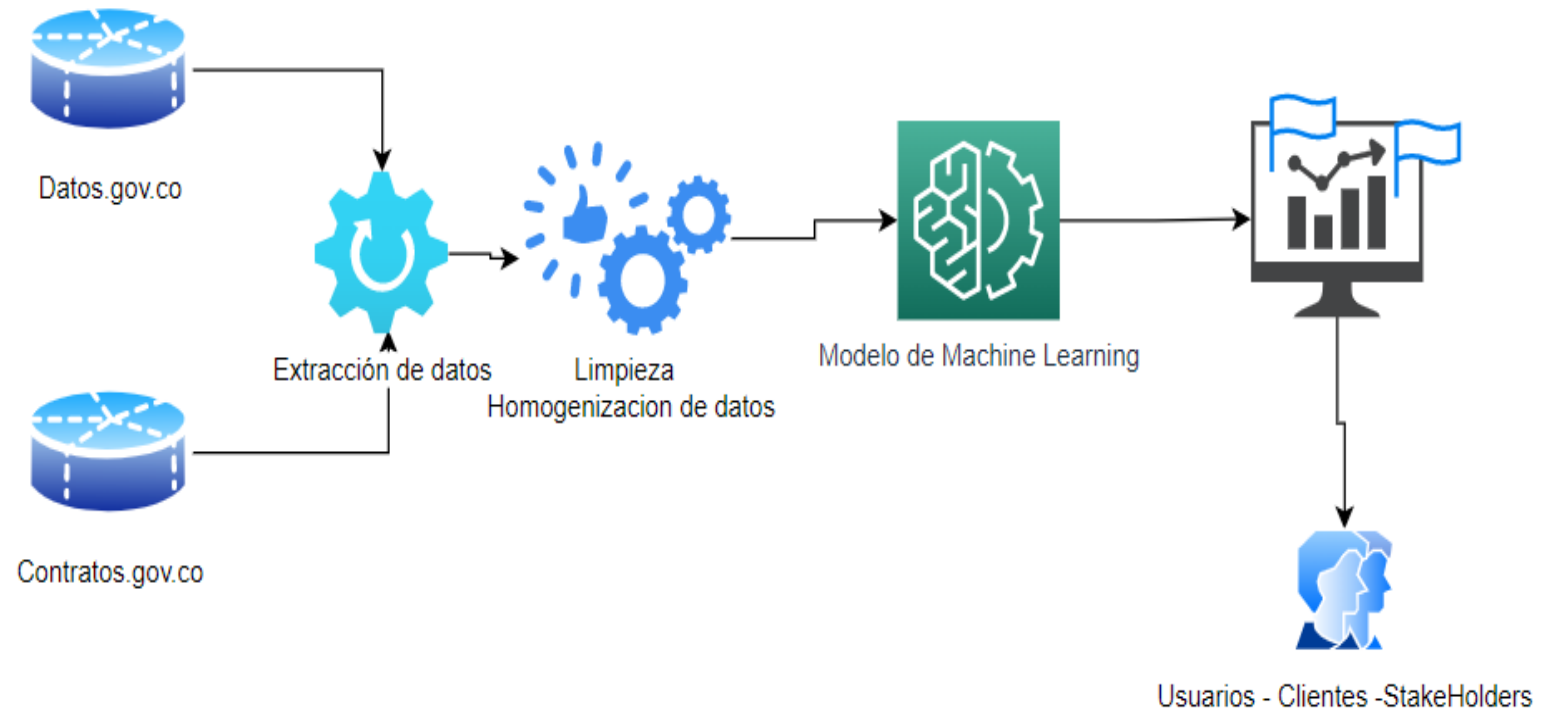 Datos.gov.co
Extracción de datos
Limpieza
Homogenizacion de datos
Modelo de Machine Learning
Contratos.gov.co
Usuarios - Clientes -StakeHolders